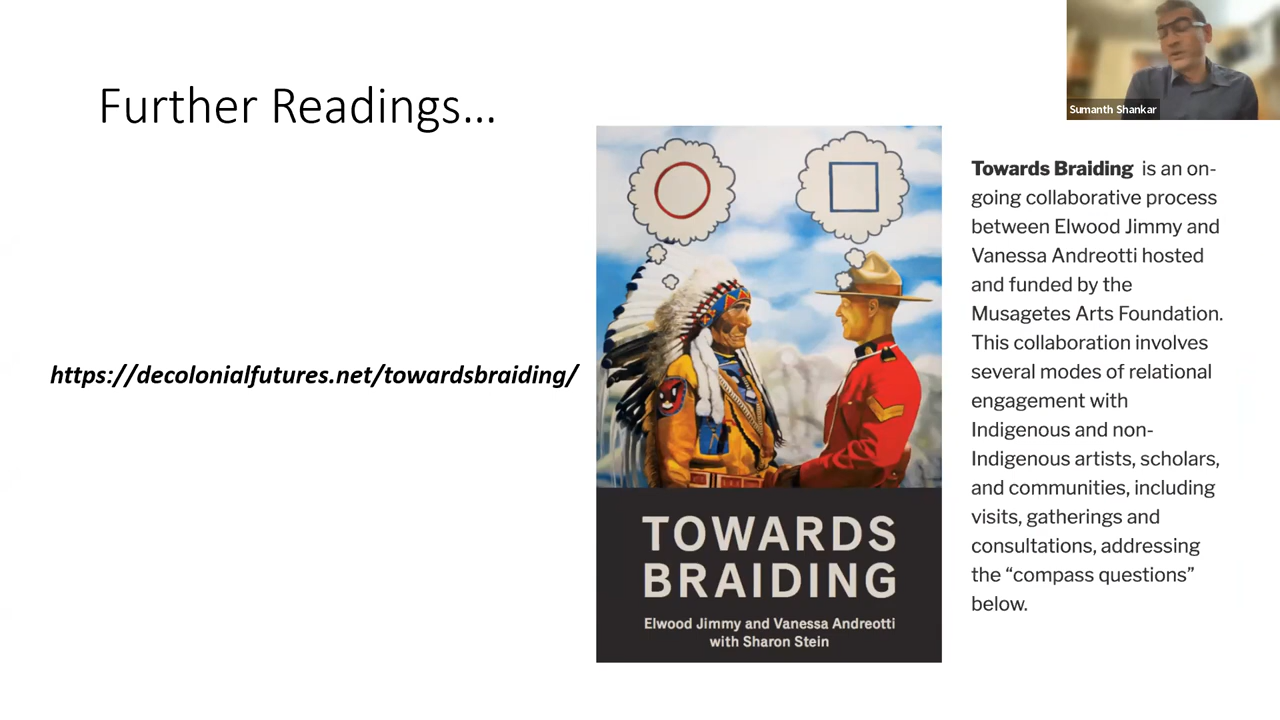 Further Readings...
Sumanth Shankar
https://decolonialfutures.net/towardsbraiding/
TOWARDS
BRAIDING
Elwood Jimmy and Vanessa Andreotti
with Sharon Stein
Towards Braiding is an on-
going collaborative process
between Elwood Jimmy and
Vanessa Andreotti hosted
and funded by the
Musagetes Arts Foundation.
This collaboration involves
several modes of relational
engagement with
Indigenous and non-
Indigenous artists, scholars,
and communities, including
visits, gatherings and
consultations, addressing
the “compass questions”
below.